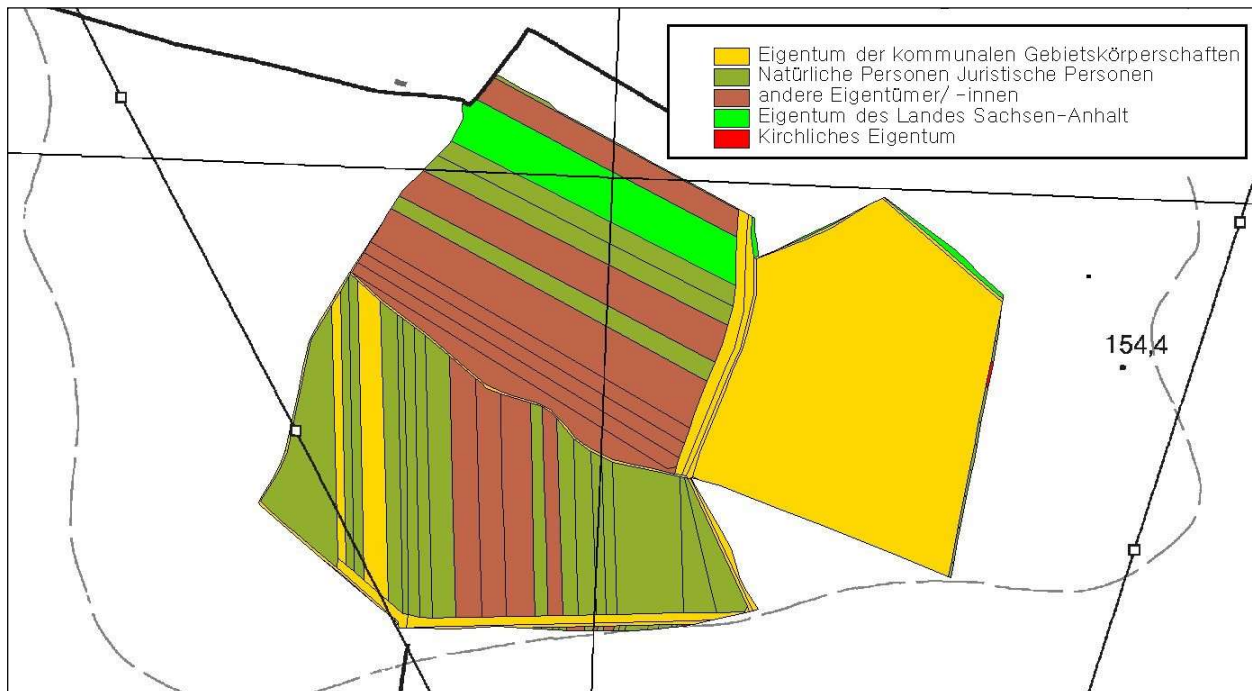 Eigentum der kommunalen Gebietskörperschaften
Natürliche Personen Juristische Personen
andere Eigentümer/ -innen
Eigentum des Landes Sachsen-Anhalt
Kirchliches Eigentum
154,4